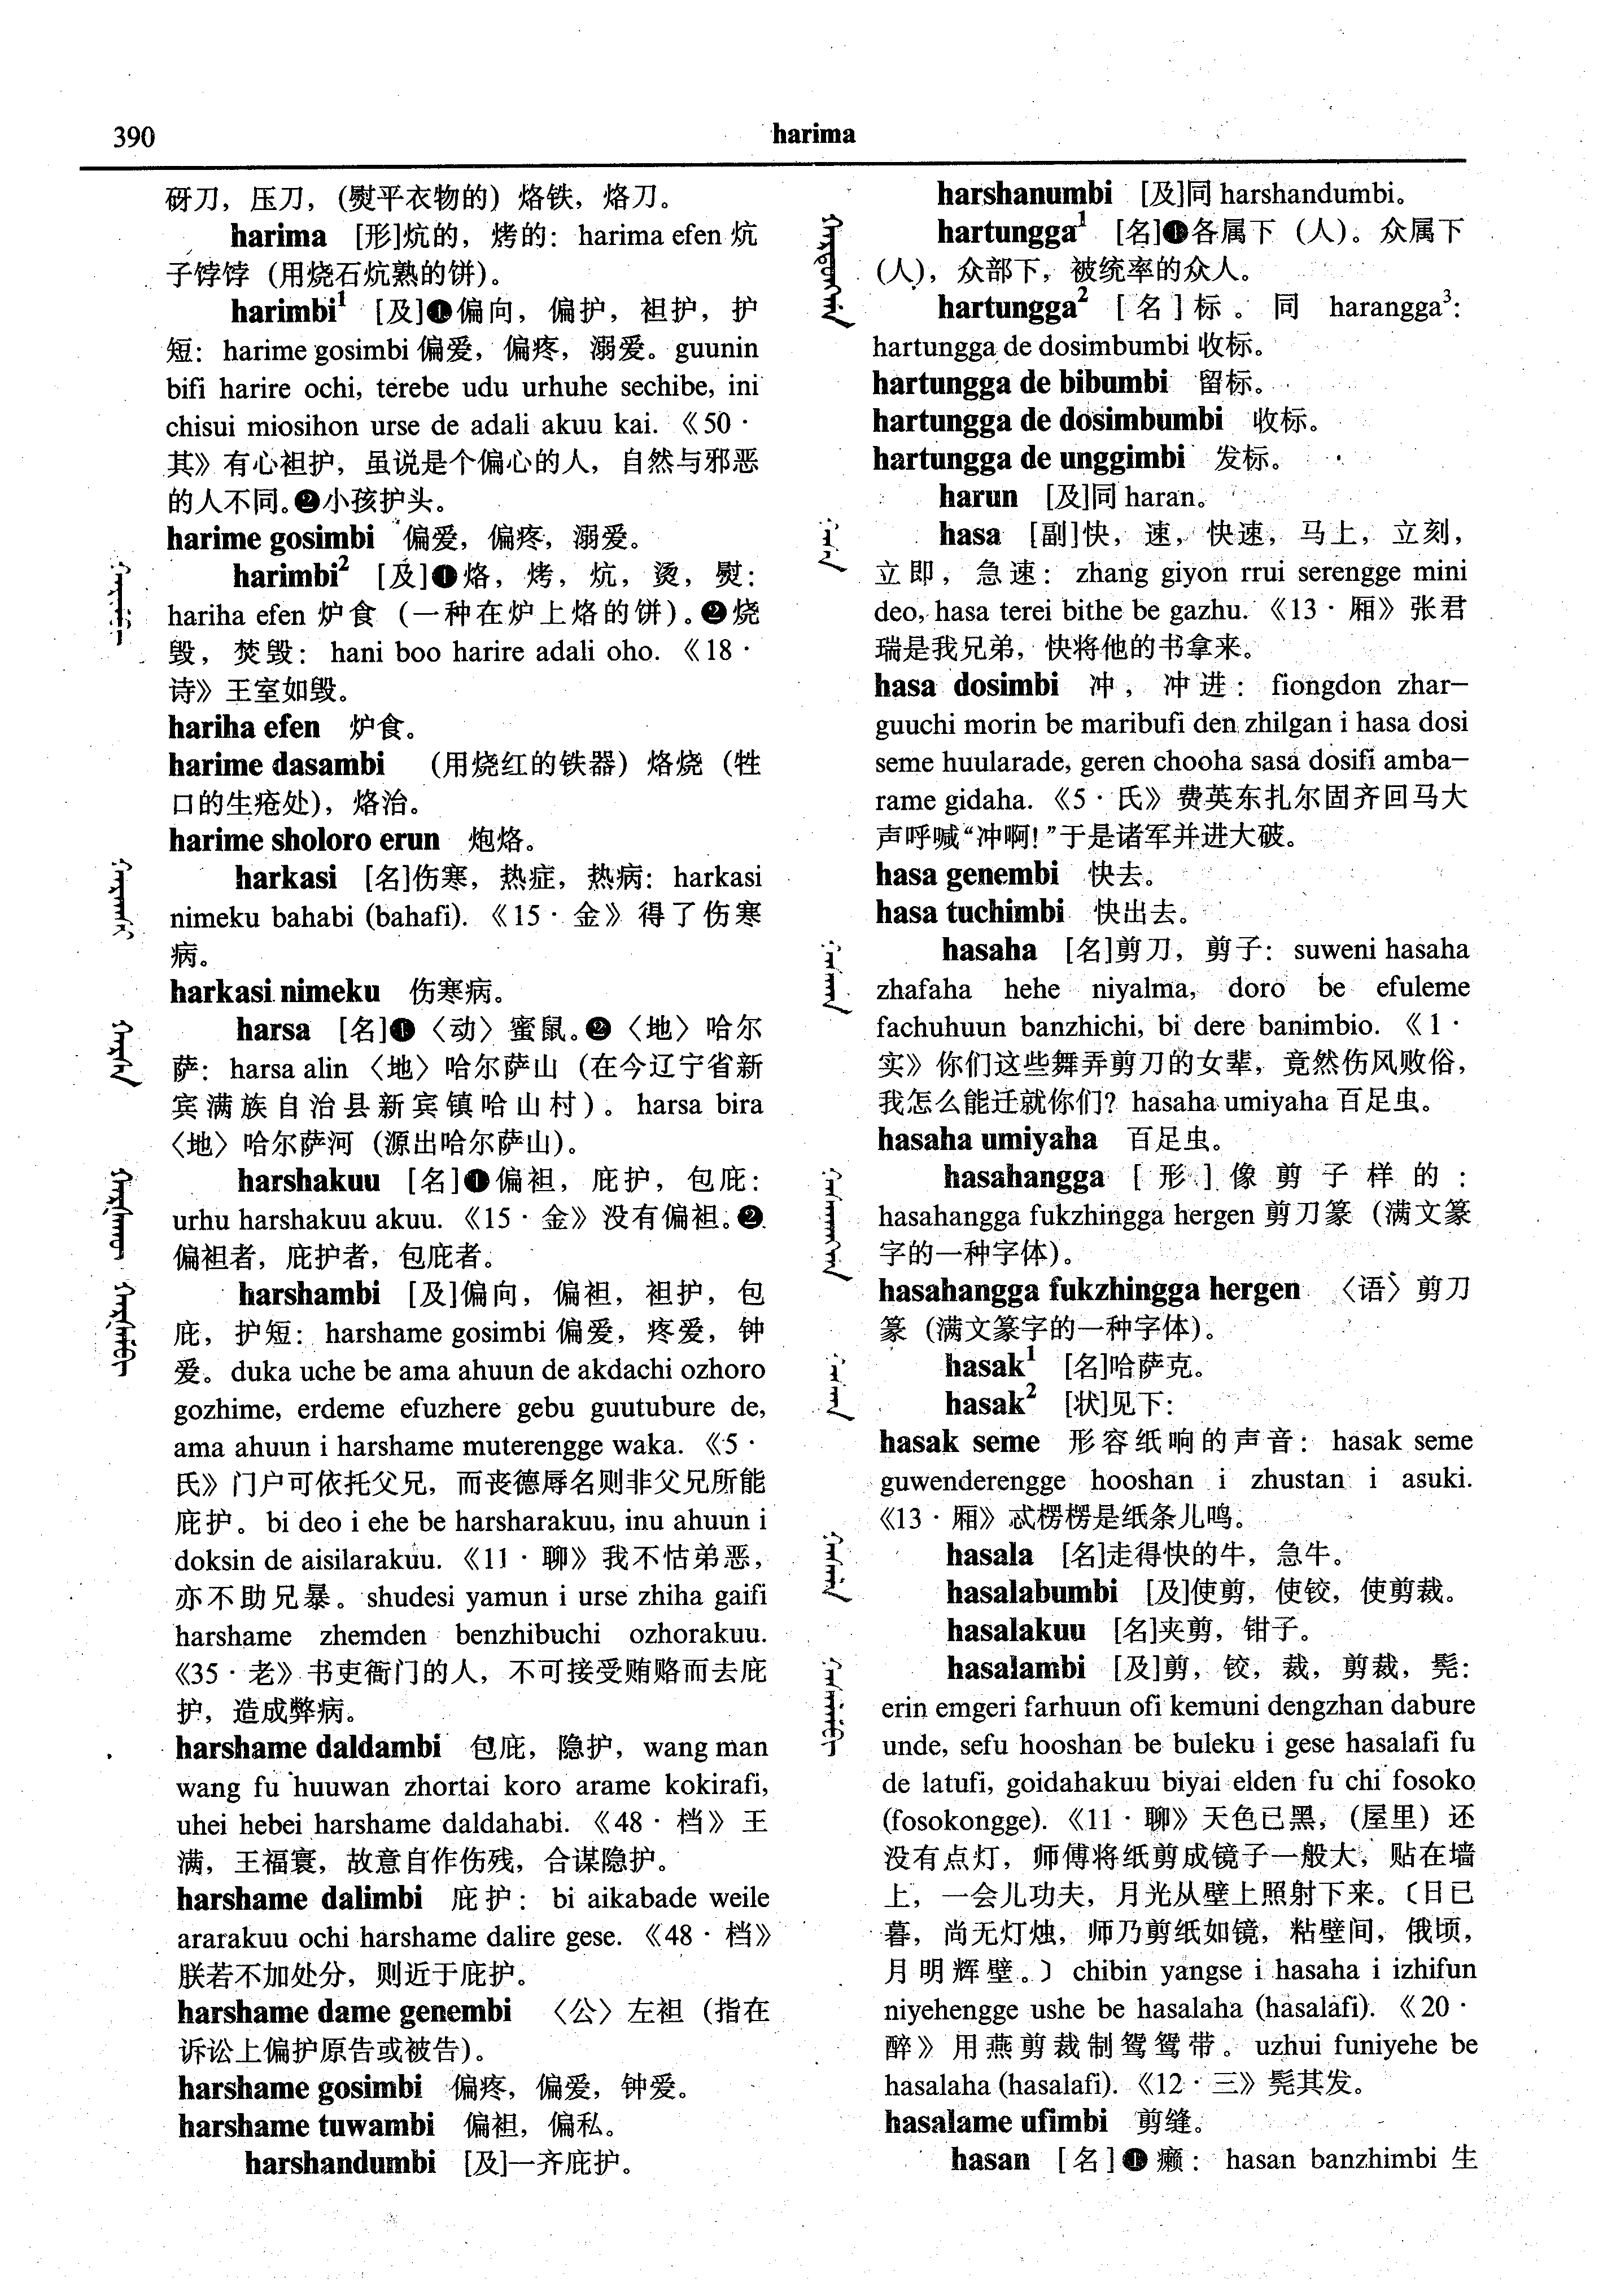 390
harima
砑刀，压刀，(熨平衣物的) 烙铁，烙刀。
harima [形]炕的，烤的：harima efen 炕
子饽饽 (用烧石炕熟的饼)。
harimbi¹ [及]❶偏向，偏护，袒护，护
短：harime gosimbi 偏爱，偏疼，溺爱。guunin
bifi harire ochi, terebe udu urhuhe sechibe, ini
chisui miosihon urse de adali akuu kai. 《50·
其》有心袒护，虽说是个偏心的人，自然与邪恶
的人不同。❷小孩护头。
harime gosimbi 偏爱，偏疼，溺爱。
harimbi² [及]❶烙，烤，炕，烫，熨：
hariha efen 炉食 (一种在炉上烙的饼)。❷烧
毁，焚毁：hani boo harire adali oho. 《18·
诗》王室如毁。
hariha efen 炉食。
harime dasambi (用烧红的铁器) 烙烧 (牲
口的生疮处)，烙治。
harime sholoro erun 炮烙。
harkasi [名]伤寒，热症，热病：harkasi
nimeku bahabi (bahafi). 《15·金》得了伤寒
病。
harkasi nimeku 伤寒病。
harsa [名]❶〈动〉蜜鼠。❷〈地〉哈尔
萨：harsa alin〈地〉哈尔萨山 (在今辽宁省新
宾满族自治县新宾镇哈山村)。harsa bira
〈地〉哈尔萨河 (源出哈尔萨山)。
harshakuu [名]❶偏袒，庇护，包庇：
urhu harshakuu akuu. 《15·金》没有偏袒。❷
偏袒者，庇护者，包庇者。
harshambi [及]偏向，偏袒，袒护，包
庇，护短：harshame gosimbi 偏爱，疼爱，钟
爱。duka uche be ama ahuun de akdachi ozhoro
gozhime, erdeme efuzhere gebu guutubure de,
ama ahuun i harshame muterengge waka. 《5·
氏》门户可依托父兄，而丧德辱名则非父兄所能
庇护。bi deo i ehe be harsharakuu, inu ahuun i
doksin de aisilarakuu. 《11·聊》我不怙弟恶，
亦不助兄暴。shudesi yamun i urse zhiha gaifi
harshame zhemden benzhibuchi ozhorakuu.
《35·老》书吏衙门的人，不可接受贿赂而去庇
护，造成弊病。
harshame daldambi 包庇，隐护，wang man
wang fu huuwan zhortai koro arame kokirafi,
uhei hebei harshame daldahabi. 《48·档》王
满，王福寰，故意自作伤残，合谋隐护。
harshame dalimbi 庇护：bi aikabade weile
ararakuu ochi harshame dalire gese. 《48·档》
朕若不加处分，则近于庇护。
harshame dame genembi 〈公〉左袒 (指在
诉讼上偏护原告或被告)。
harshame gosimbi 偏疼，偏爱，钟爱。
harshame tuwambi 偏袒，偏私。
harshandumbi [及]一齐庇护。
harshanumbi [及]同 harshandumbi。
hartungga¹ [名]❶各属下 (人)。众属下
(人)，众部下，被统率的众人。
hartungga² [名]标。同 harangga³：
hartungga de dosimbumbi 收标。
hartungga de bibumbi 留标。
hartungga de dosimbumbi 收标。
hartungga de unggimbi 发标。
harun [及]同 haran。
hasa [副]快，速，快速，马上，立刻，
立即，急速：zhang giyon rrui serengge mini
deo, hasa terei bithe be gazhu. 《13·厢》张君
瑞是我兄弟，快将他的书拿来。
hasa dosimbi 冲，冲进：fiongdon zhar—
guuchi morin be maribufi den zhilgan i hasa dosi
seme huularade, geren chooha sasa dosifi amba—
rame gidaha. 《5·氏》费英东扎尔固齐回马大
声呼喊“冲啊！”于是诸军并进大破。
hasa genembi 快去。
hasa tuchimbi 快出去。
hasaha [名]剪刀，剪子：suweni hasaha
zhafaha hehe niyalma, doro be efuleme
fachuhuun banzhichi, bi dere banimbio. 《1·
实》你们这些舞弄剪刀的女辈，竟然伤风败俗，
我怎么能迁就你们？hasaha umiyaha 百足虫。
hasaha umiyaha 百足虫。
hasahangga [形]像剪子样的：
hasahangga fukzhingga hergen 剪刀篆 (满文篆
字的一种字体)。
hasahangga fukzhingga hergen 〈语〉剪刀
篆 (满文篆字的一种字体)。
hasak¹ [名]哈萨克。
hasak² [状]见下：
hasak seme 形容纸响的声音：hasak seme
guwenderengge hooshan i zhustan i asuki.
《13·厢》忒楞楞是纸条儿鸣。
hasala [名]走得快的牛，急牛。
hasalabumbi [及]使剪，使铰，使剪裁。
hasalakuu [名]夹剪，钳子。
hasalambi [及]剪，铰，裁，剪裁，髡：
erin emgeri farhuun ofi kemuni dengzhan dabure
unde, sefu hooshan be buleku i gese hasalafi fu
de latufi, goidahakuu biyai elden fu chi fosoko
(fosokongge). 《11·聊》天色已黑，(屋里) 还
没有点灯，师傅将纸剪成镜子一般大，贴在墙
上，一会儿功夫，月光从壁上照射下来。〔日已
暮，尚无灯烛，师乃剪纸如镜，粘壁间，俄顷，
月明辉壁。〕chibin yangse i hasaha i izhifun
niyehengge ushe be hasalaha (hasalafi). 《20·
醉》用燕剪裁制鸳鸯带。uzhui funiyehe be
hasalaha (hasalafi). 《12·三》髡其发。
hasalame ufimbi 剪缝。
hasan [名]❶癞：hasan banzhimbi 生